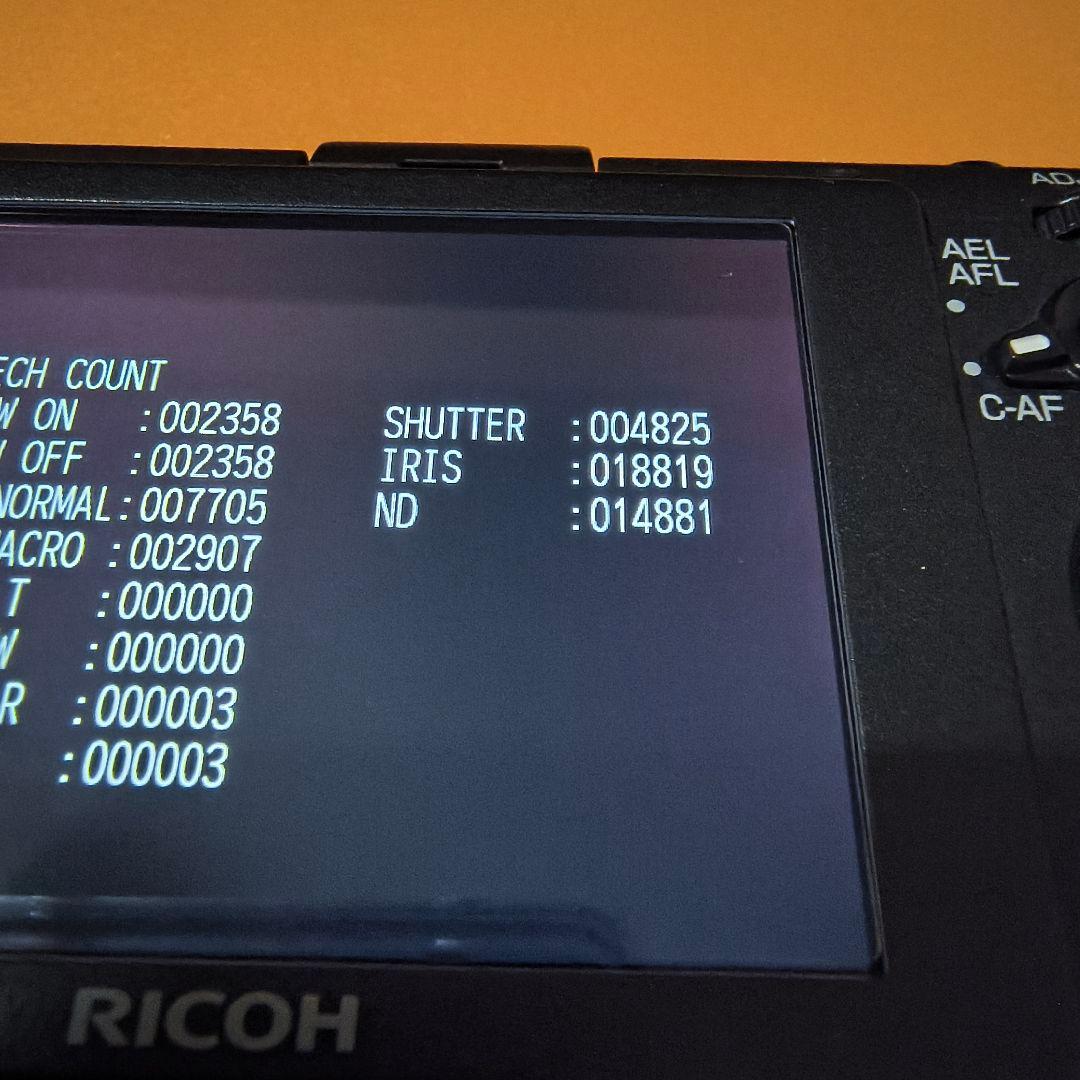 AD.
AEL
AFL
C-AF
ECH COUNT
W ON :002358
OFF :002358
NORMAL:007705
ACRO :002907
T :000000
W :000000
R :000003
:000003
SHUTTER :004825
IRIS :018819
ND :014881
RICOH